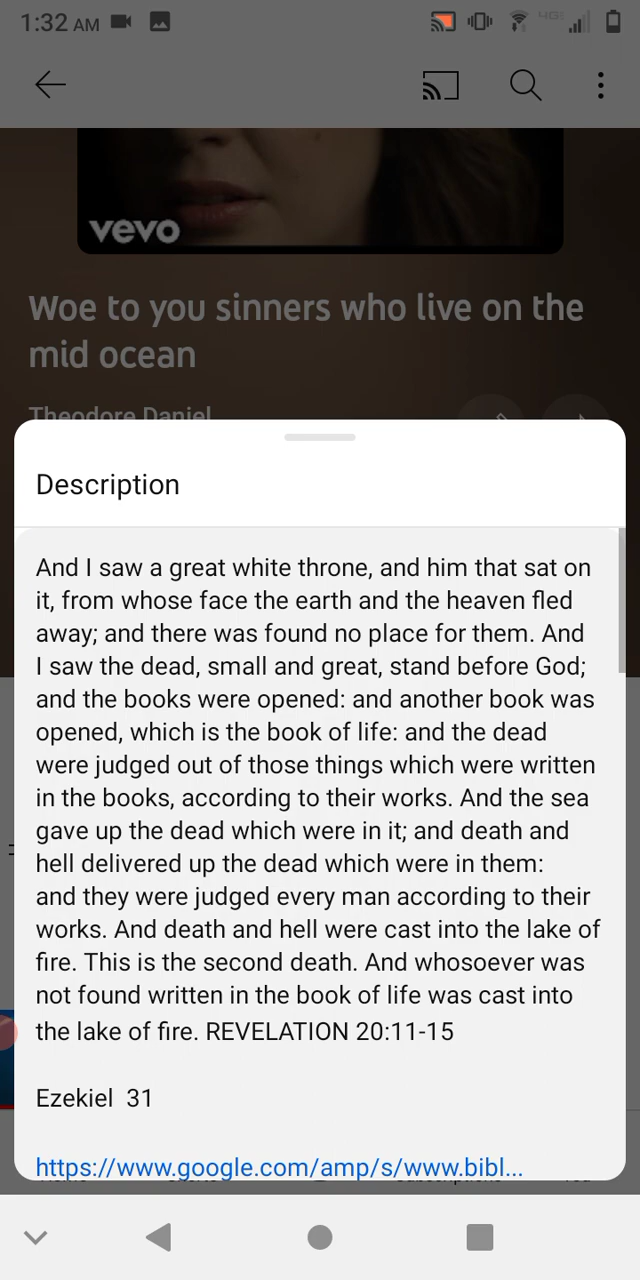 1:32 AM
vevo
Woe to you sinners who live on the
mid ocean
Theodore Daniel
Description
And I saw a great white throne, and him that sat on
it, from whose face the earth and the heaven fled
away; and there was found no place for them. And
I saw the dead, small and great, stand before God;
and the books were opened: and another book was
opened, which is the book of life: and the dead
were judged out of those things which were written
in the books, according to their works. And the sea
gave up the dead which were in it; and death and
hell delivered up the dead which were in them:
and they were judged every man according to their
works. And death and hell were cast into the lake of
fire. This is the second death. And whosoever was
not found written in the book of life was cast into
the lake of fire. REVELATION 20:11-15
Ezekiel  31
https://www.google.com/amp/s/www.bibl...